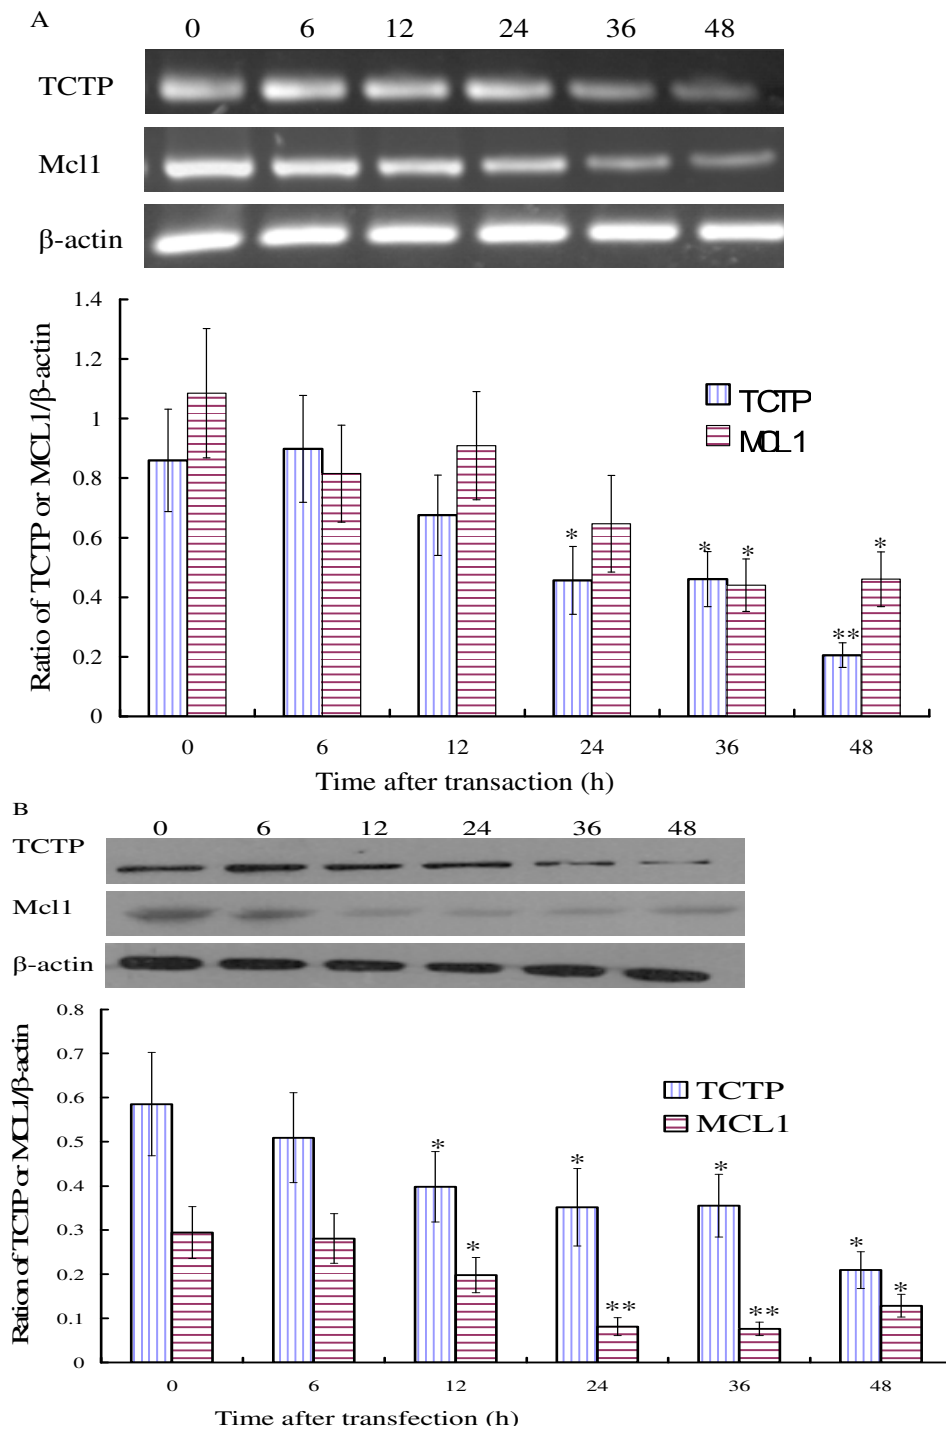 A
0 6 12 24 36 48
TCTP
Mcl1
β-actin
Ratio of TCTP or MCL1/β-actin
1.4
1.2
1
0.8
0.6
0.4
0.2
0
TCTP
MCL1
* * * * **
0 6 12 24 36 48
Time after transaction (h)
B
0 6 12 24 36 48
TCTP
Mcl1
β-actin
Ration of TCTP or MCL1/β-actin
0.8
0.7
0.6
0.5
0.4
0.3
0.2
0.1
0
TCTP
MCL1
* * * * * ** ** *
0 6 12 24 36 48
Time after transfection (h)